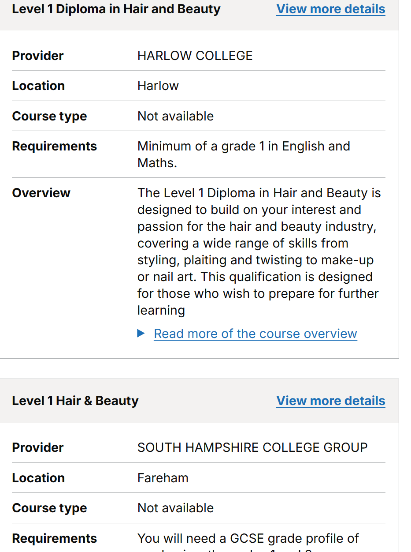 Level 1 Diploma in Hair and Beauty View more details
Provider HARLOW COLLEGE
Location Harlow
Course type Not available
Requirements Minimum of a grade 1 in English and
Maths.
Overview The Level 1 Diploma in Hair and Beauty is
designed to build on your interest and
passion for the hair and beauty industry,
covering a wide range of skills from
styling, plaiting and twisting to make-up
or nail art. This qualification is designed
for those who wish to prepare for further
learning
Read more of the course overview
Level 1 Hair & Beauty View more details
Provider SOUTH HAMPSHIRE COLLEGE GROUP
Location Fareham
Course type Not available
Requirements You will need a GCSE grade profile of